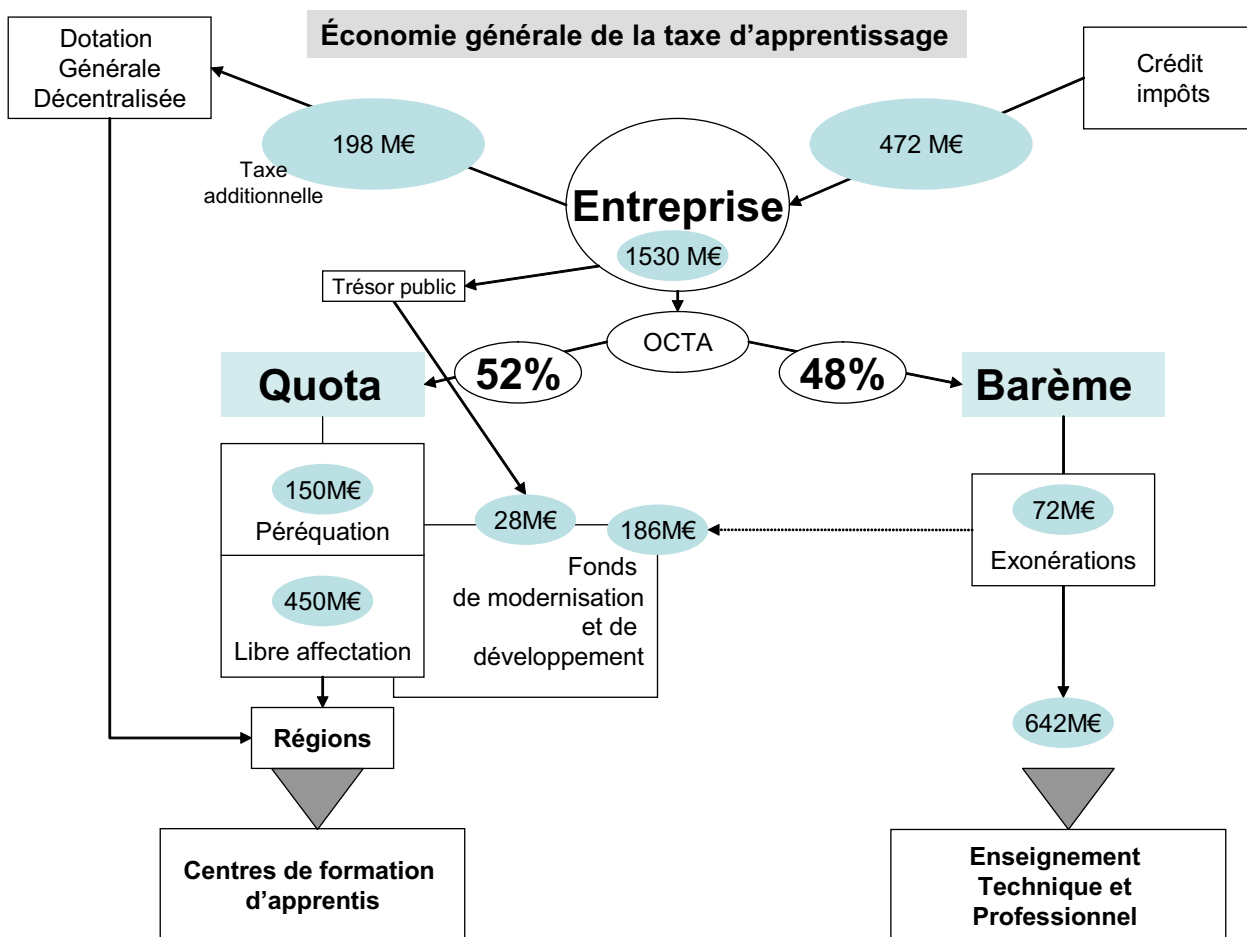 Économie générale de la taxe d’apprentissage
Dotation
Générale
Décentralisée
Crédit
impôts
198 M€
Taxe
additionnelle
472 M€
Entreprise
1530 M€
Trésor public
OCTA
52%
48%
Quota
Barème
150M€
Péréquation
28M€
186M€
72M€
Exonérations
Fonds
de modernisation
et de
développement
450M€
Libre affectation
Régions
642M€
Centres de formation
d’apprentis
Enseignement
Technique et
Professionnel